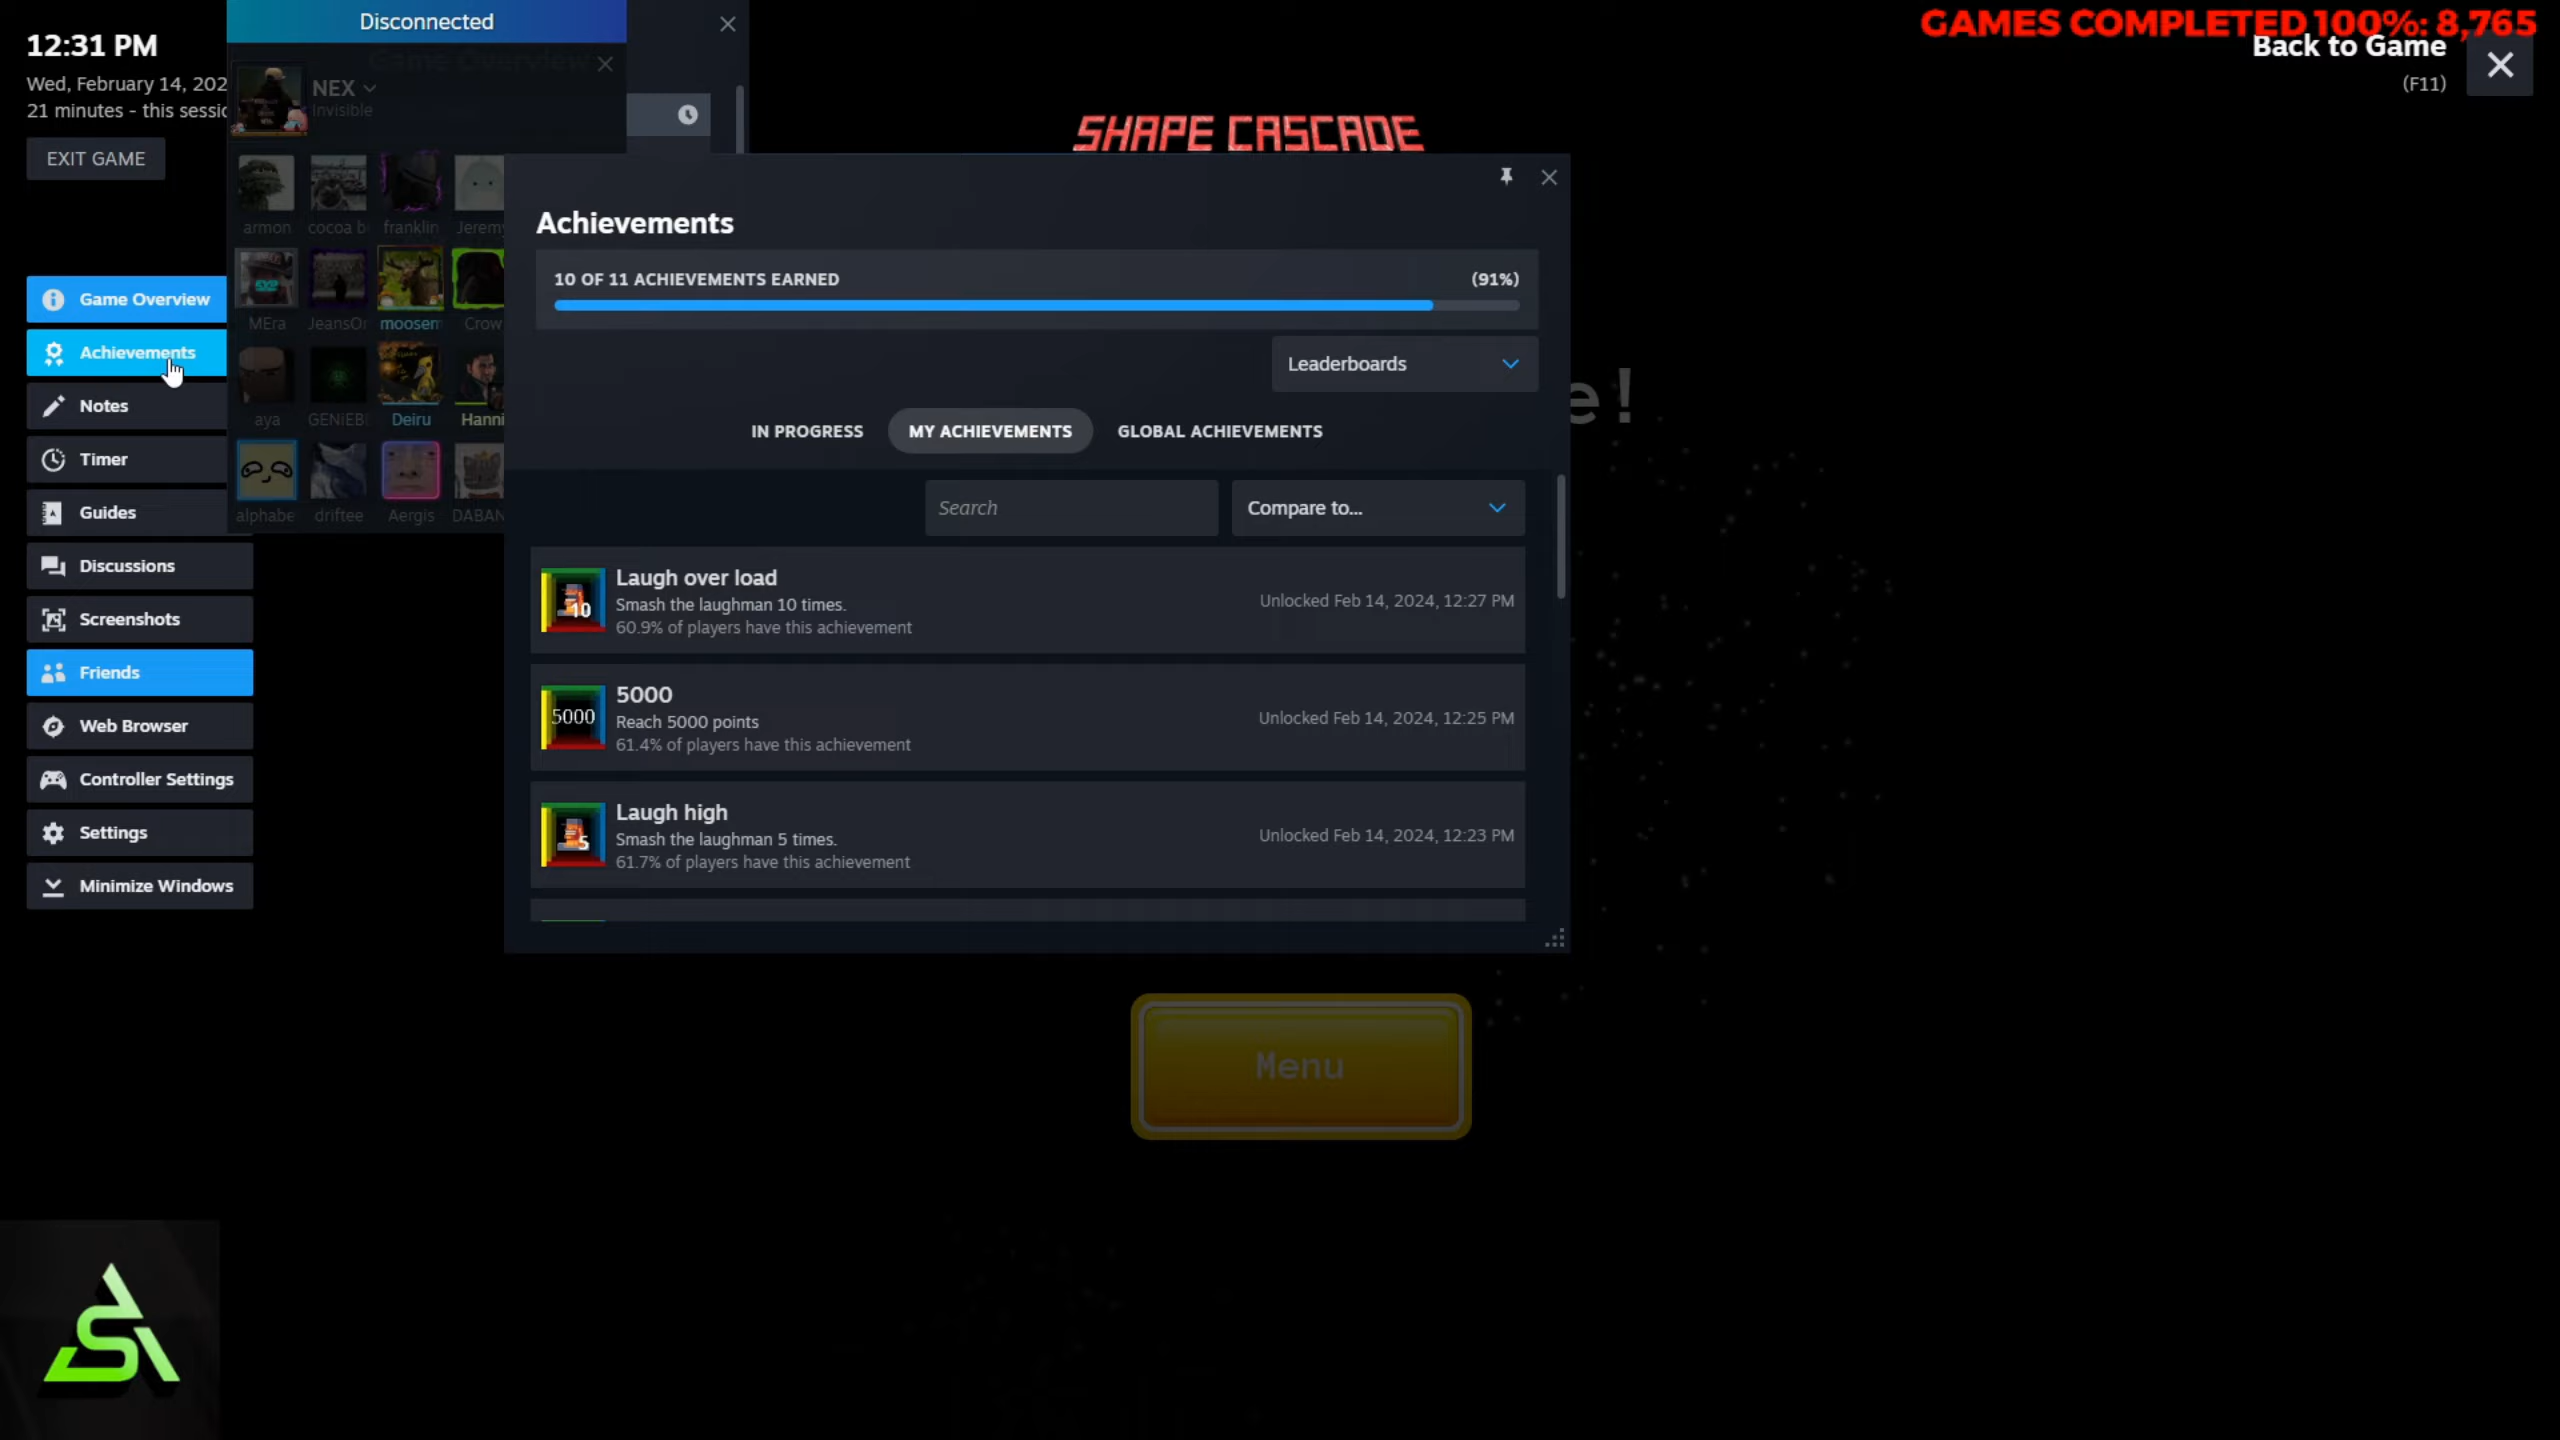 12:31 PM
Wed, February 14, 202
21 minutes - this sessio
EXIT GAME
Disconnected
Game Overview
NEX
Invisible
armon
cocoa b
franklin
Jeremy
MEra
JeansOr
moosem
Crow
aya
GENiEB
Deiru
Hanni
alphabe
driftee
Aergis
DABAN
Game Overview
Achievements
Notes
Timer
Guides
Discussions
Screenshots
Friends
Web Browser
Controller Settings
Settings
Minimize Windows
GAMES COMPLETED 100%: 8,765
Back to Game
(F11)
SHAPE CASCADE
Achievements
10 OF 11 ACHIEVEMENTS EARNED
(91%)
Leaderboards
e!
IN PROGRESS
MY ACHIEVEMENTS
GLOBAL ACHIEVEMENTS
Search
Compare to...
10
Laugh over load
Smash the laughman 10 times.
60.9% of players have this achievement
Unlocked Feb 14, 2024, 12:27 PM
5000
5000
Reach 5000 points
61.4% of players have this achievement
Unlocked Feb 14, 2024, 12:25 PM
5
Laugh high
Smash the laughman 5 times.
61.7% of players have this achievement
Unlocked Feb 14, 2024, 12:23 PM
Menu